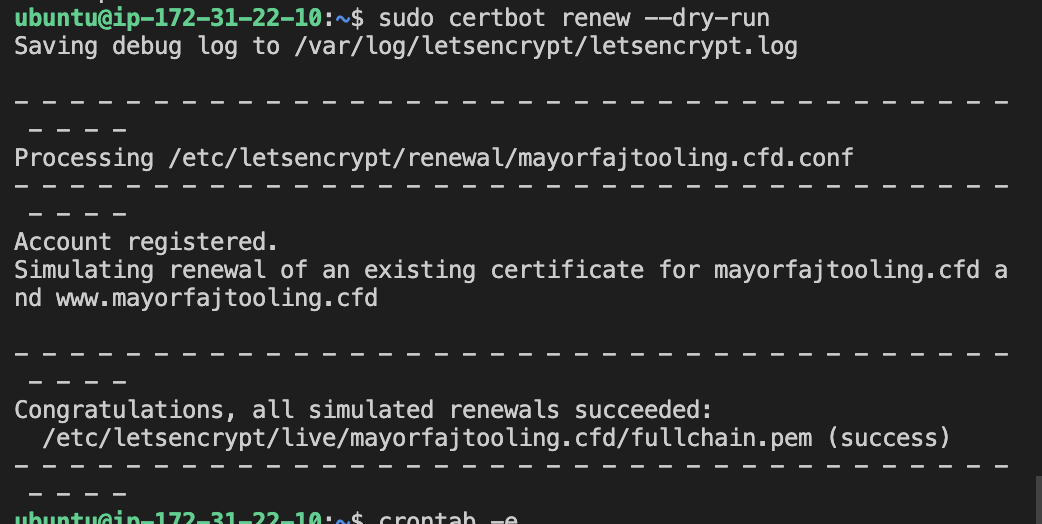 ubuntu@ip-172-31-22-10:~$ sudo certbot renew --dry-run
Saving debug log to /var/log/letsencrypt/letsencrypt.log
- - - - - - - - - - - - - - - - - - - - - - - - - - - - - - - - - - - -
- - - -
Processing /etc/letsencrypt/renewal/mayorfajtooling.cfd.conf
- - - - - - - - - - - - - - - - - - - - - - - - - - - - - - - - - - - -
- - - -
Account registered.
Simulating renewal of an existing certificate for mayorfajtooling.cfd a
nd www.mayorfajtooling.cfd
- - - - - - - - - - - - - - - - - - - - - - - - - - - - - - - - - - - -
- - - -
Congratulations, all simulated renewals succeeded:
/etc/letsencrypt/live/mayorfajtooling.cfd/fullchain.pem (success)
- - - - - - - - - - - - - - - - - - - - - - - - - - - - - - - - - - - -
- - - -
ubuntu@ip-172-31-22-10:~$ crontab -e